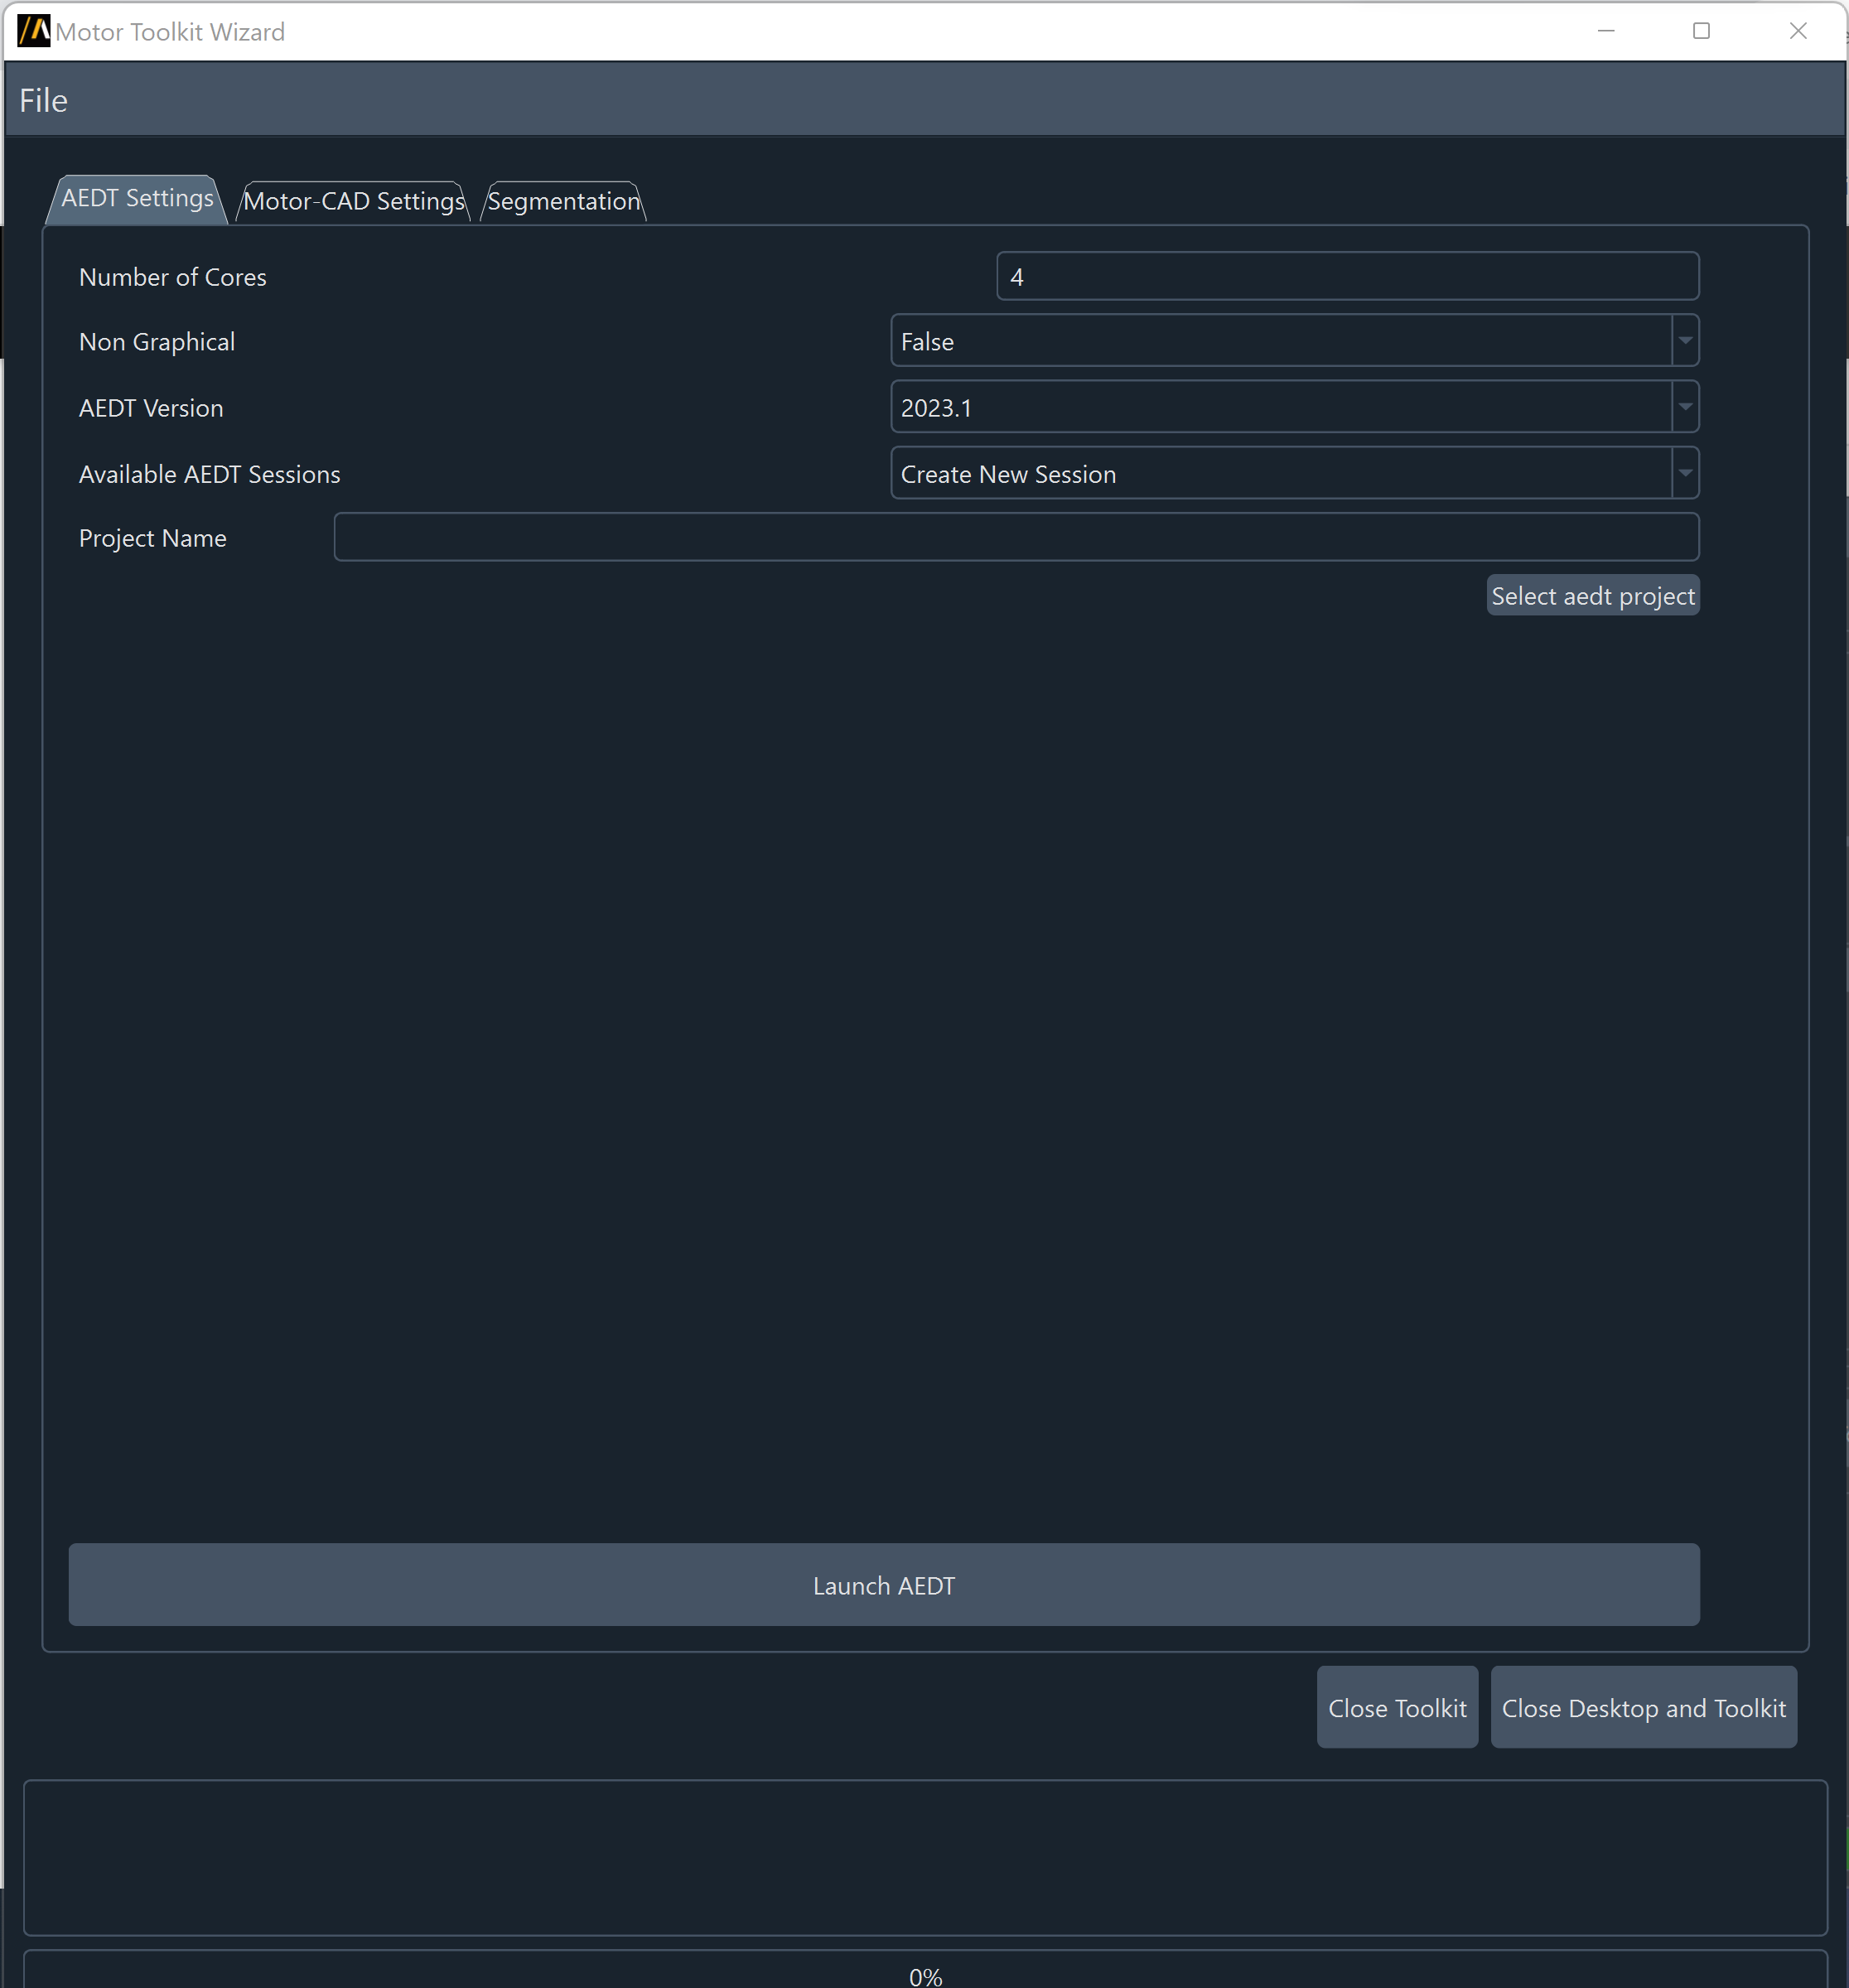 Motor Toolkit Wizard
File
AEDT Settings Motor-CAD Settings Segmentation
Number of Cores 4
Non Graphical False
AEDT Version 2023.1
Available AEDT Sessions Create New Session
Project Name
Select aedt project
Launch AEDT
Close Toolkit Close Desktop and Toolkit
0%